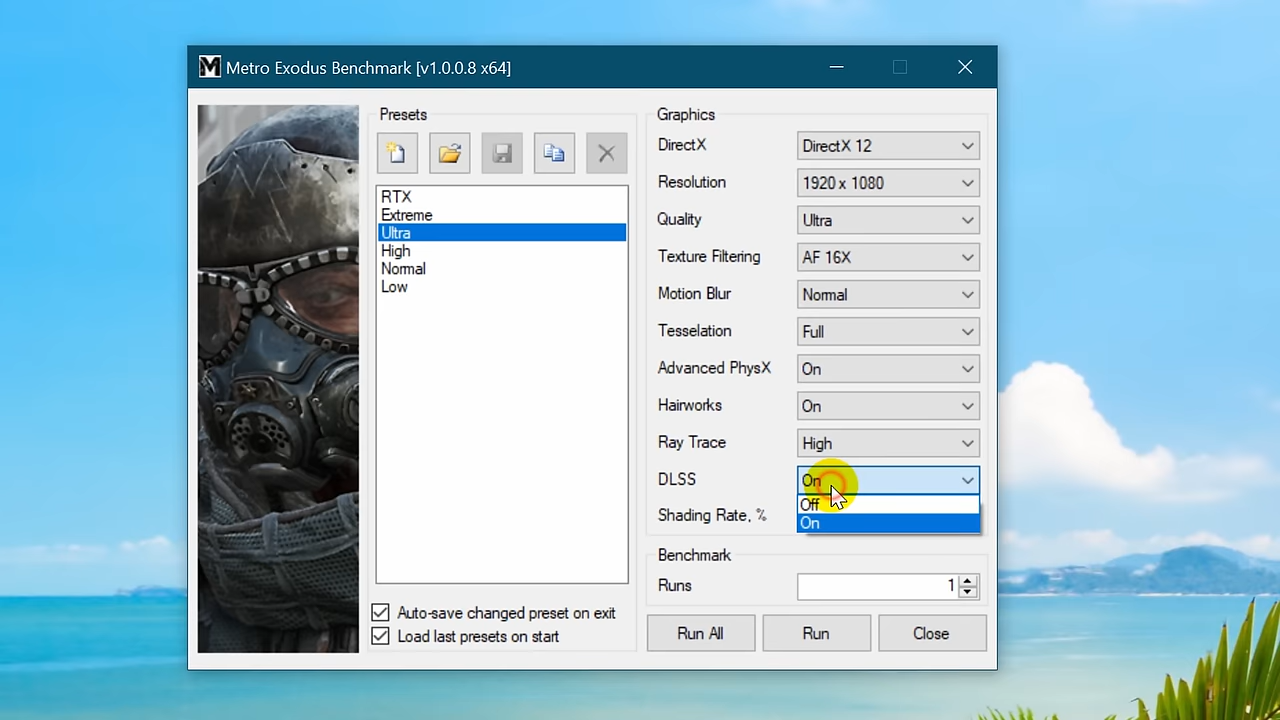 Metro Exodus Benchmark [v1.0.0.8 x64]
Presets
RTX
Extreme
Ultra
High
Normal
Low
Auto-save changed preset on exit
Load last presets on start
Graphics
DirectX DirectX 12
Resolution 1920 x 1080
Quality Ultra
Texture Filtering AF 16X
Motion Blur Normal
Tesselation Full
Advanced PhysX On
Hairworks On
Ray Trace High
DLSS On
Off
On
Shading Rate, %
Benchmark
Runs 1
Run All Run Close